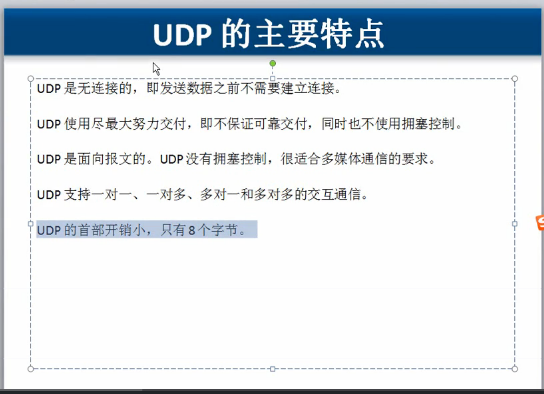 UDP 的主要特点
UDP 是无连接的，即发送数据之前不需要建立连接。
UDP 使用尽最大努力交付，即不保证可靠交付，同时也不使用拥塞控制。
UDP 是面向报文的。UDP 没有拥塞控制，很适合多媒体通信的要求。
UDP 支持一对一、一对多、多对一和多对多的交互通信。
UDP 的首部开销小，只有 8 个字节。